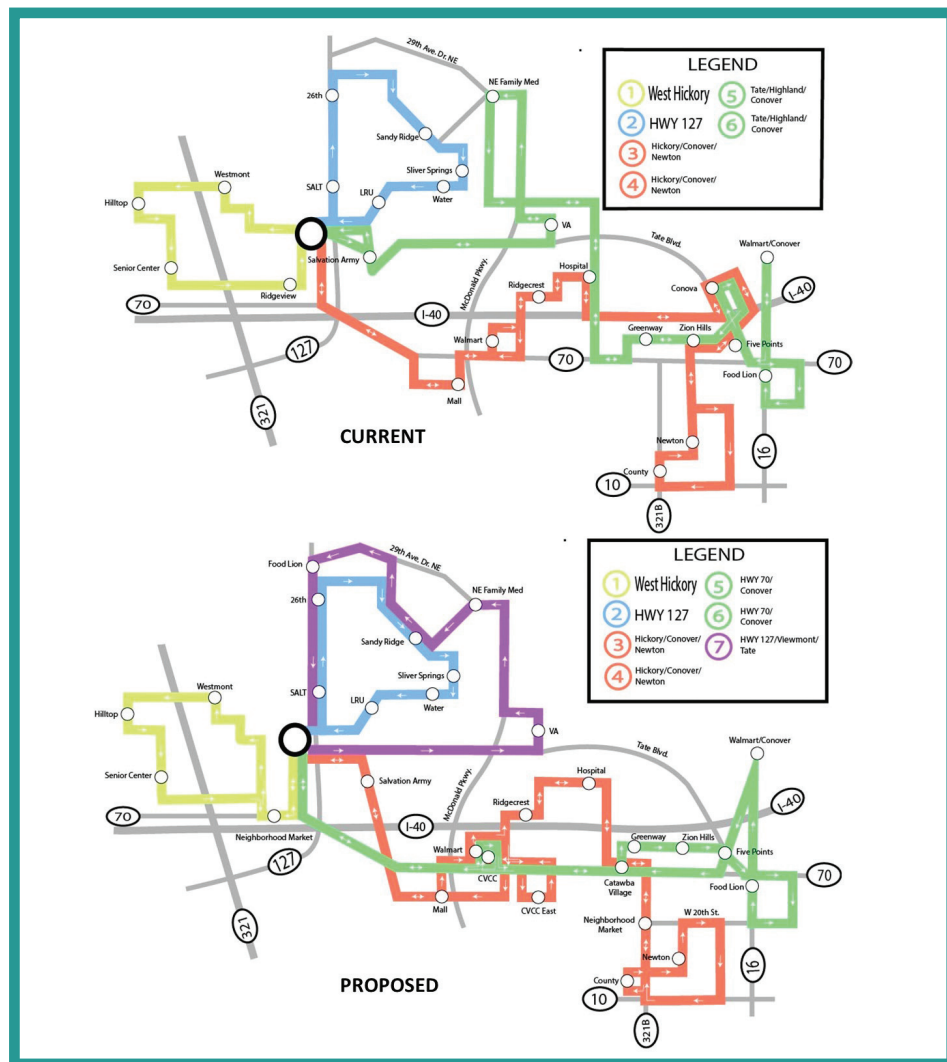 29th Ave. Dr. NE
NE Family Med
26th
Sandy Ridge
Sliver Springs
Water
LRU
SALT
Westmont
Hilltop
Senior Center
Ridgeview
Salvation Army
VA
McDonald Pkwy.
Tate Blvd.
Walmart/Conover
Hospital
Ridgecrest
Conova
I-40
70
I-40
127
321
Walmart
Greenway
Zion Hills
Five Points
70
70
Food Lion
Mall
Newton
County
10
321B
16
LEGEND
1 West Hickory
2 HWY 127
3 Hickory/Conover/
Newton
4 Hickory/Conover/
Newton
5 Tate/Highland/
Conover
6 Tate/Highland/
Conover
CURRENT
Food Lion
29th Ave. Dr. NE
NE Family Med
26th
Sandy Ridge
Sliver Springs
Water
LRU
SALT
Westmont
Hilltop
Senior Center
Neighborhood Market
Salvation Army
VA
McDonald Pkwy.
Tate Blvd.
Walmart/Conover
Hospital
Ridgecrest
I-40
70
I-40
127
321
Walmart
CVCC
Greenway
Zion Hills
Five Points
70
Catawba
Village
Food Lion
Mall
CVCC East
Neighborhood
Market
W 20th St.
Newton
County
10
321B
16
LEGEND
1 West Hickory
2 HWY 127
3 Hickory/Conover/
Newton
4 Hickory/Conover/
Newton
5 HWY 70/
Conover
6 HWY 70/
Conover
7 HWY 127/Viewmont/
Tate
PROPOSED